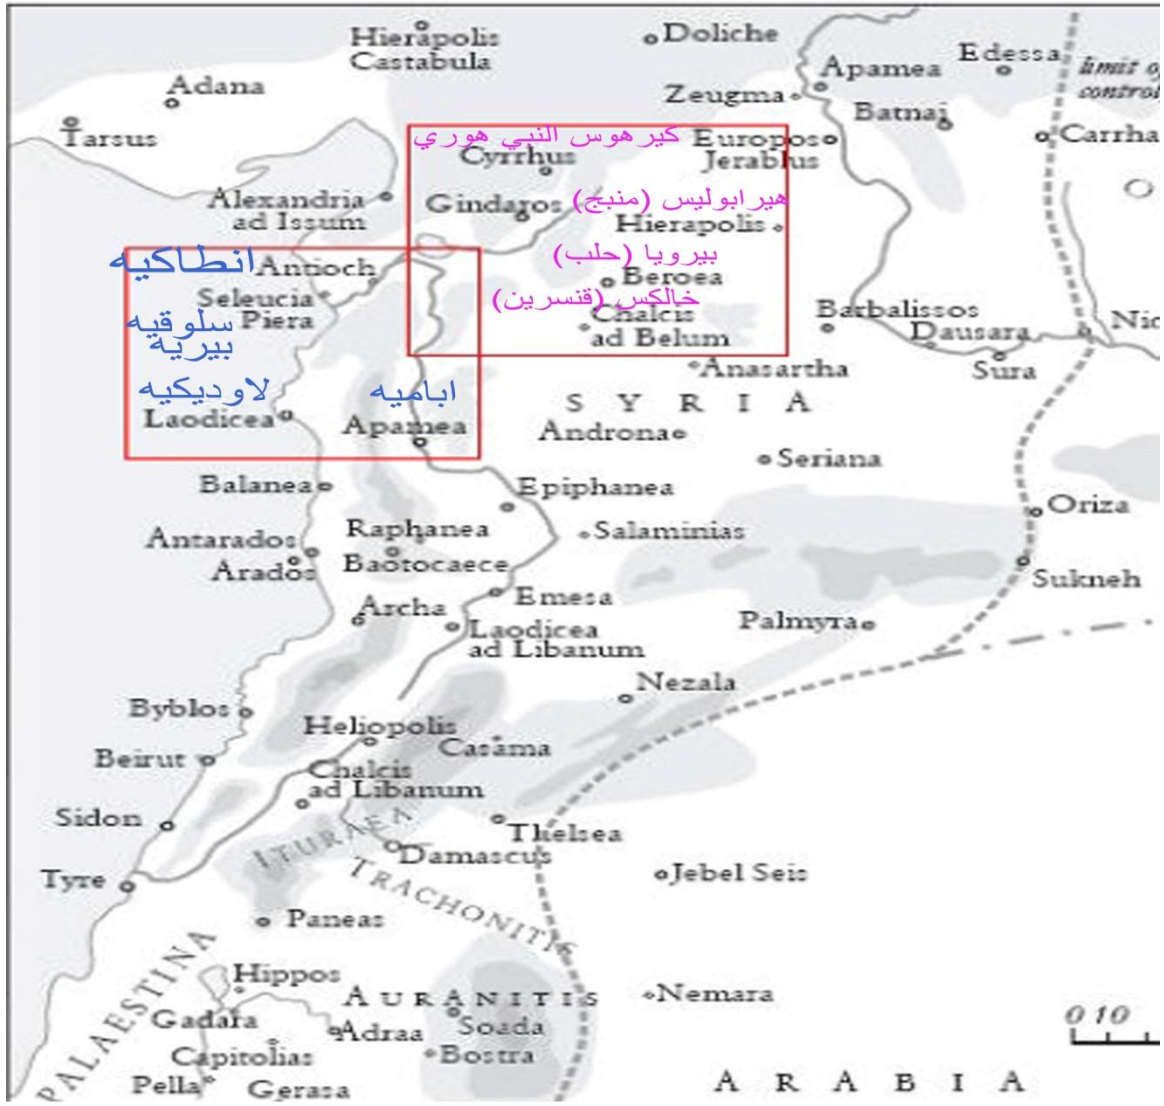 Hierapolis
Castabula
Doliche
Edessa
Adana
Apamea
limit of
control
Zeugma
Batnai
Tarsus
كيرهوس النبي هوري
Europos
Jerablus
Carrha
Cyrrhus
هيرابوليس (منبج)
Alexandria
ad Issum
Gindaros
Hierapolis
انطاكيه
Antioch
بيرويا (حلب)
Beroea
Seleucia
Piera
خالكس (قنسرين)
Chalcis
ad Belum
سلوقيه
بيرية
Barbalissos
Dausara
Nic
Sura
Anasartha
لاوديكيه
اباميه
SYRIA
Laodicea
Apamea
Androna
Seriana
Balanea
Epiphanea
Oriza
Raphanea
Salaminias
Antarados
Arados
Baotocaece
Sukneh
Emesa
Archa
Laodicea
ad Libanum
Palmyra
Nezala
Byblos
Heliopolis
Casama
Beirut
Chalcis
ad Libanum
Sidon
ITURAEA
Thelsea
Damascus
Tyre
TRACHONITIS
Jebel Seis
Paneas
PALAESTINA
Hippos
AURANITIS
Nemara
Gadara
Adraa
Soada
0 10
Capitolias
Bostra
Pella
Gerasa
ARABIA